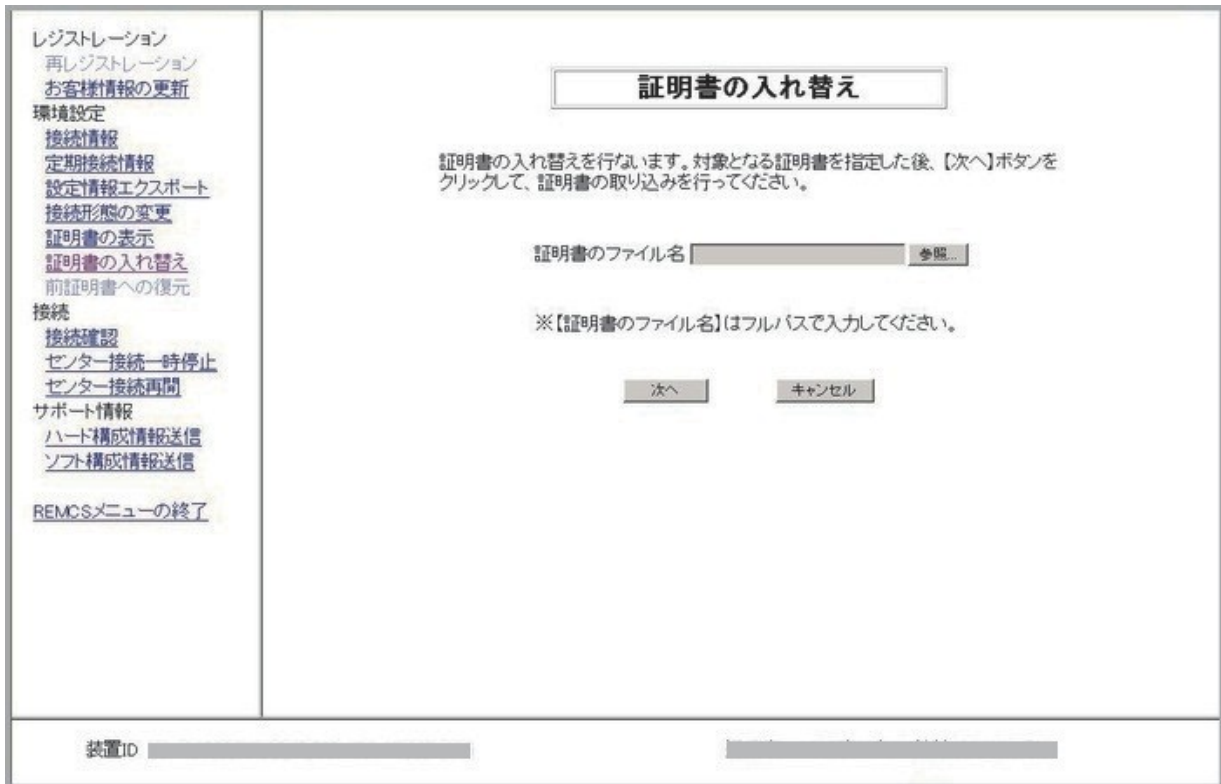 レジストレーション
再レジストレーション
お客様情報の更新
環境設定
接続情報
定期接続情報
設定情報エクスポート
接続形態の変更
証明書の表示
証明書の入れ替え
前証明書への復元
接続
接続確認
センター接続一時停止
センター接続再開
サポート情報
ハード構成情報送信
ソフト構成情報送信
REMCSメニューの終了
証明書の入れ替え
証明書の入れ替えを行ないます。対象となる証明書を指定した後、【次へ】ボタンを
クリックして、証明書の取り込みを行ってください。
証明書のファイル名 参照...
※【証明書のファイル名】はフルパスで入力してください。
次へ キャンセル
装置ID